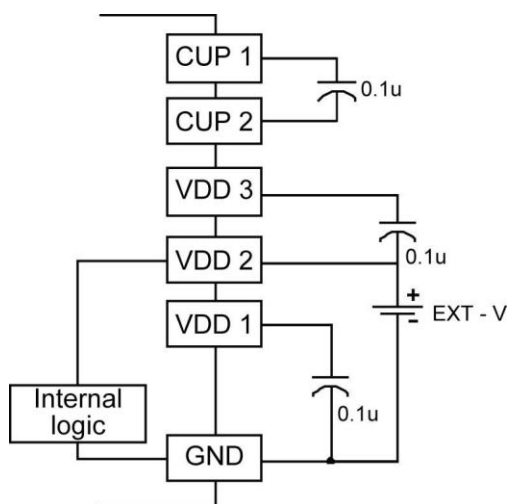 CUP 1
0.1u
CUP 2
VDD 3
VDD 2
0.1u
+
EXT - V
-
VDD 1
Internal
logic
0.1u
GND